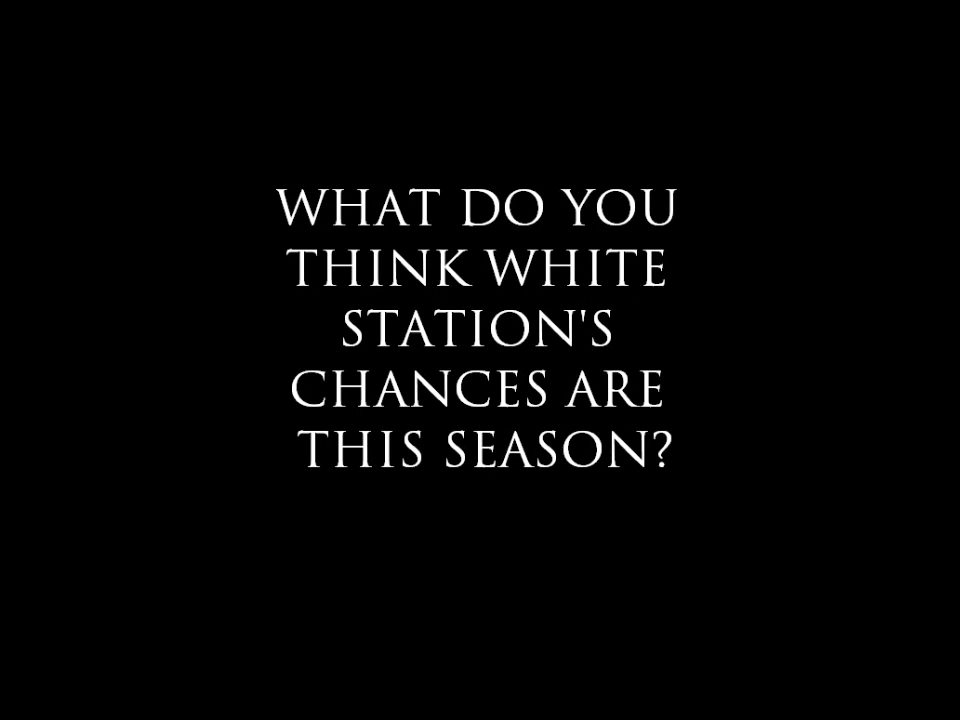 WHAT DO YOU
THINK WHITE
STATION'S
CHANCES ARE
THIS SEASON?